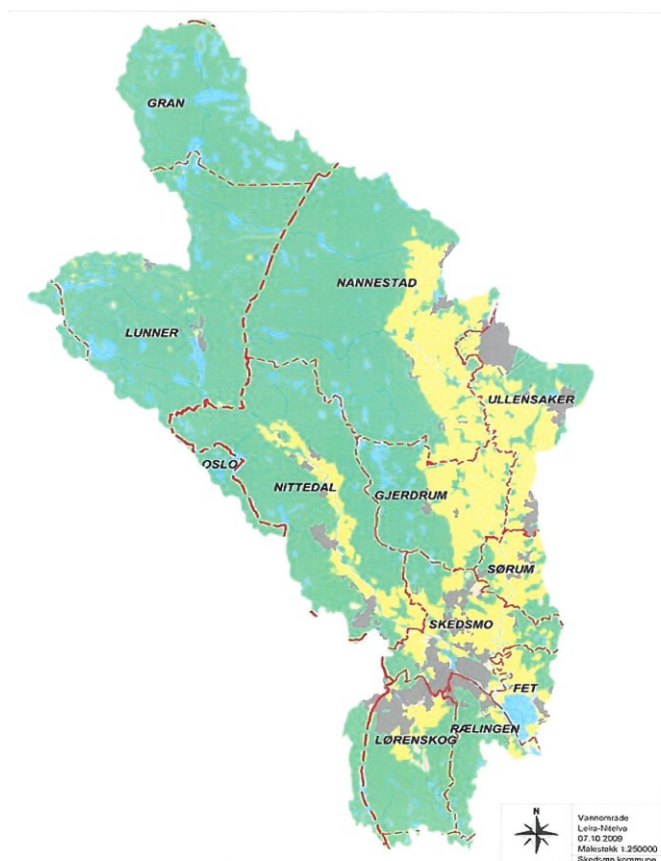 GRAN
NANNESTAD
LUNNER
ULLENSAKER
OSLO
NITTEDAL
GJERDRUM
SØRUM
SKEDSMO
FET
RÆLINGEN
LØRENSKOG
N
Vannområde
Leira-Nitelva
07.10.2009
Målestokk 1:250000
Skedsmo kommune